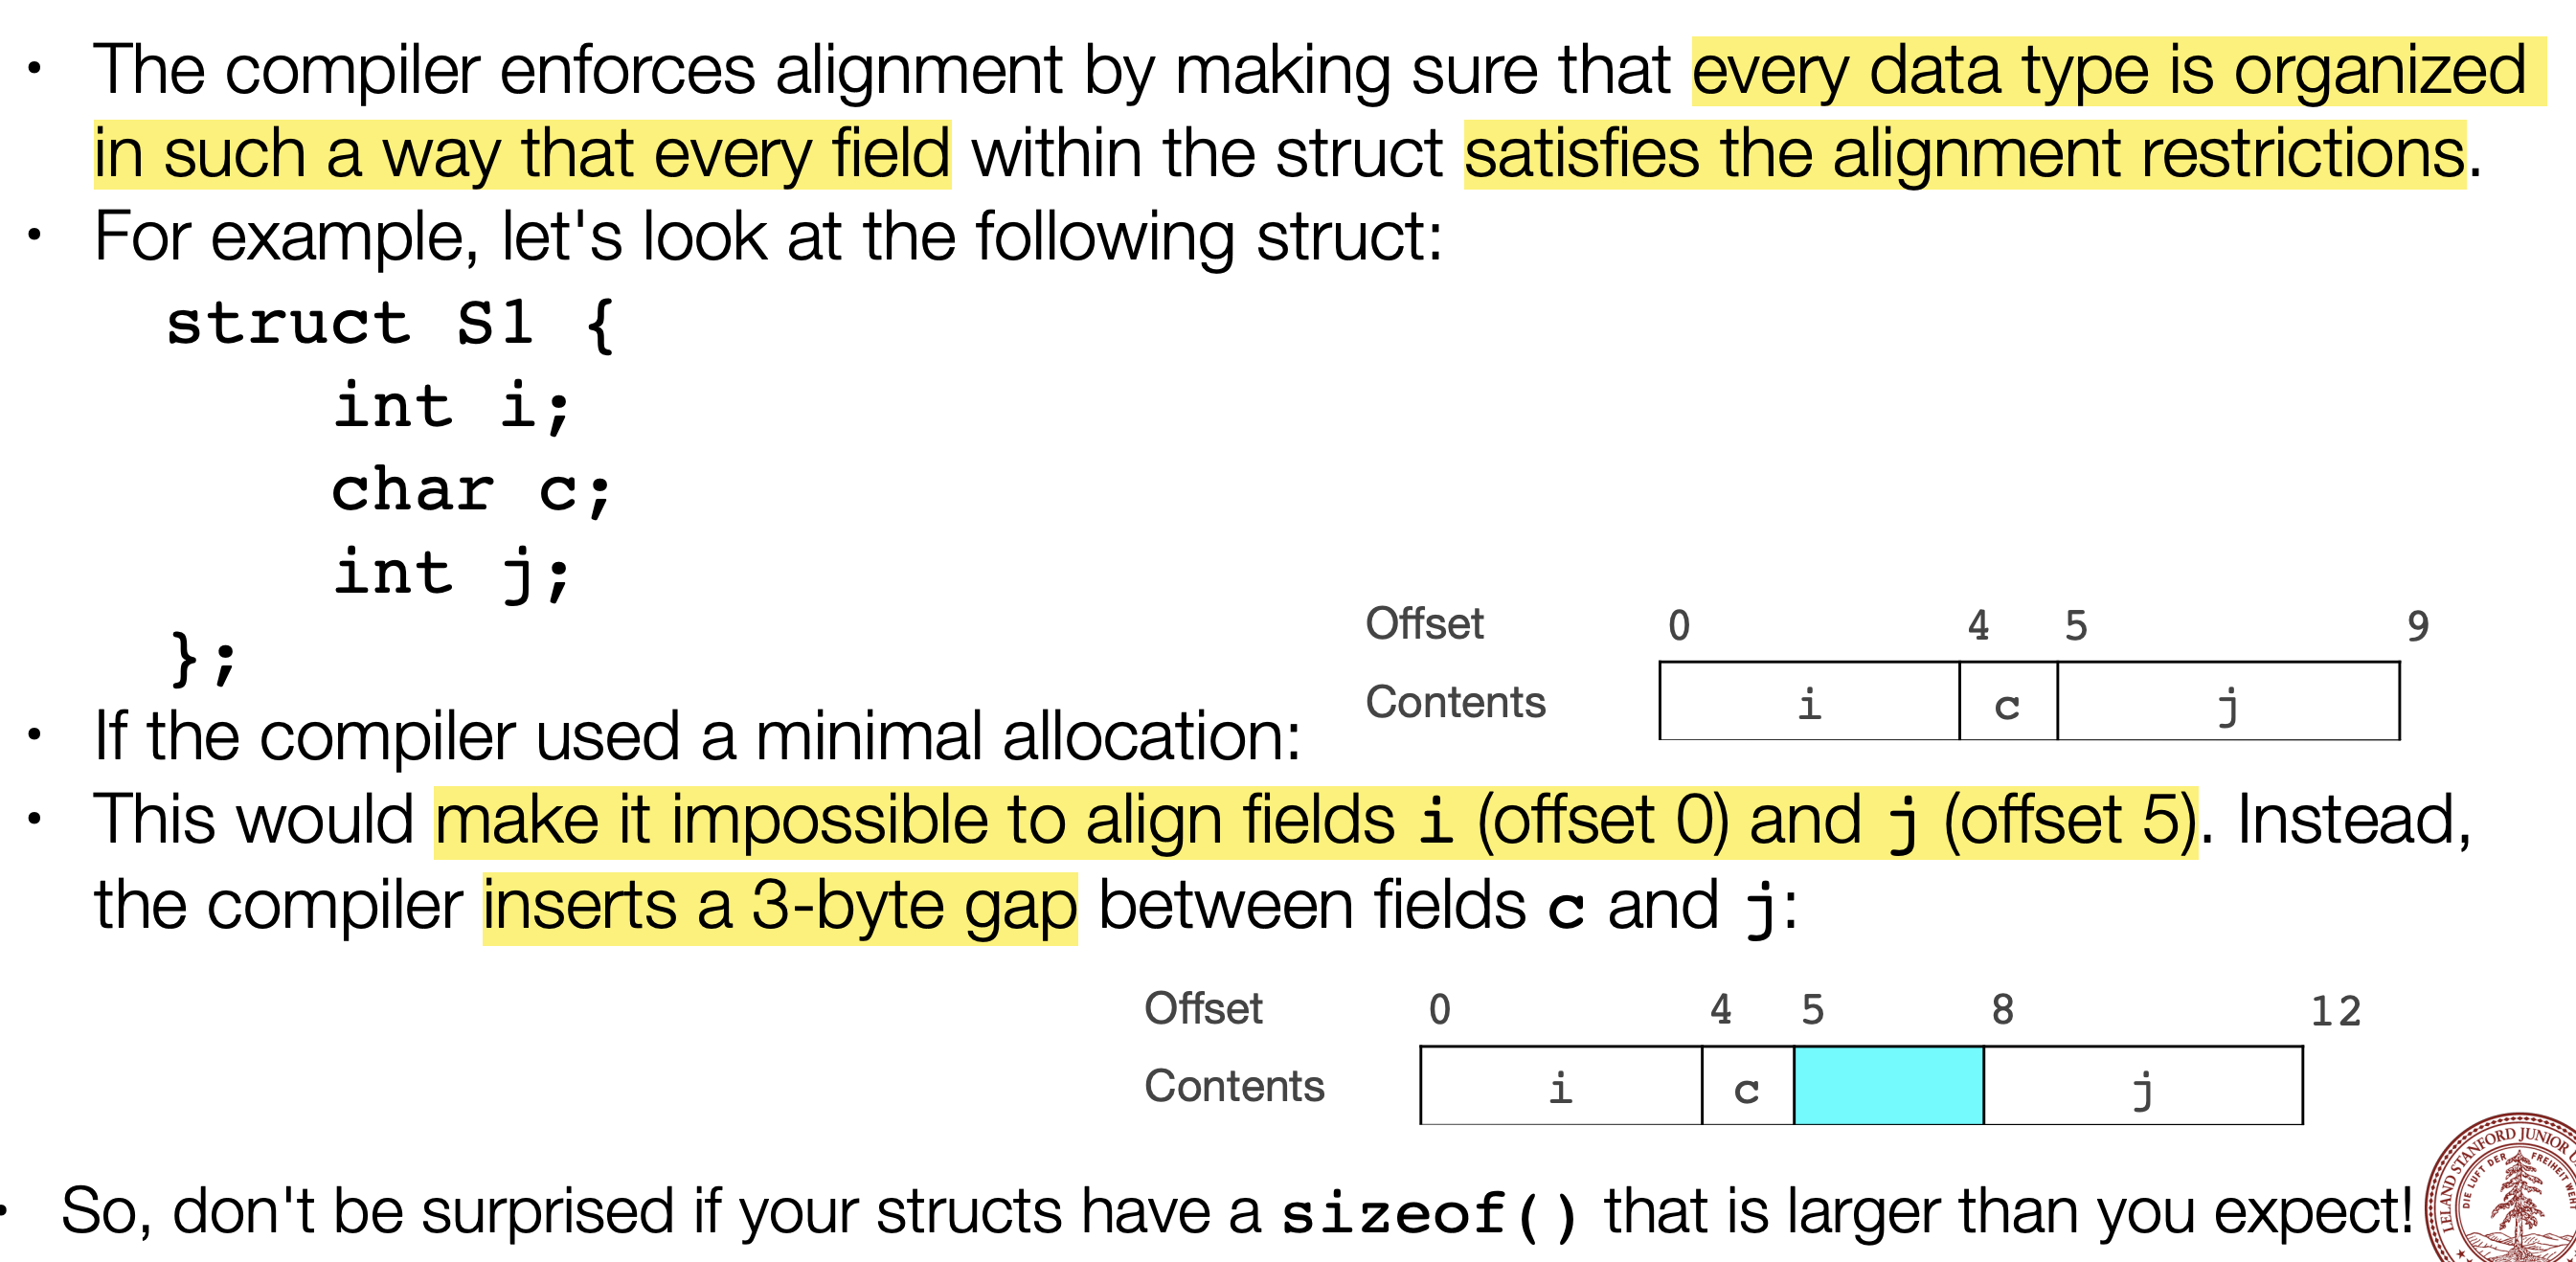 • The compiler enforces alignment by making sure that every data type is organized
in such a way that every field within the struct satisfies the alignment restrictions.
• For example, let's look at the following struct:
struct S1 {
int i;
char c;
int j;
};
Offset 0 4 5 9
Contents i c j
• If the compiler used a minimal allocation:
• This would make it impossible to align fields i (offset 0) and j (offset 5). Instead,
the compiler inserts a 3-byte gap between fields c and j:
Offset 0 4 5 8 12
Contents i c j
• So, don't be surprised if your structs have a sizeof() that is larger than you expect!
LELAND STANFORD JUNIOR
DIE LUFT DER FREIHEIT